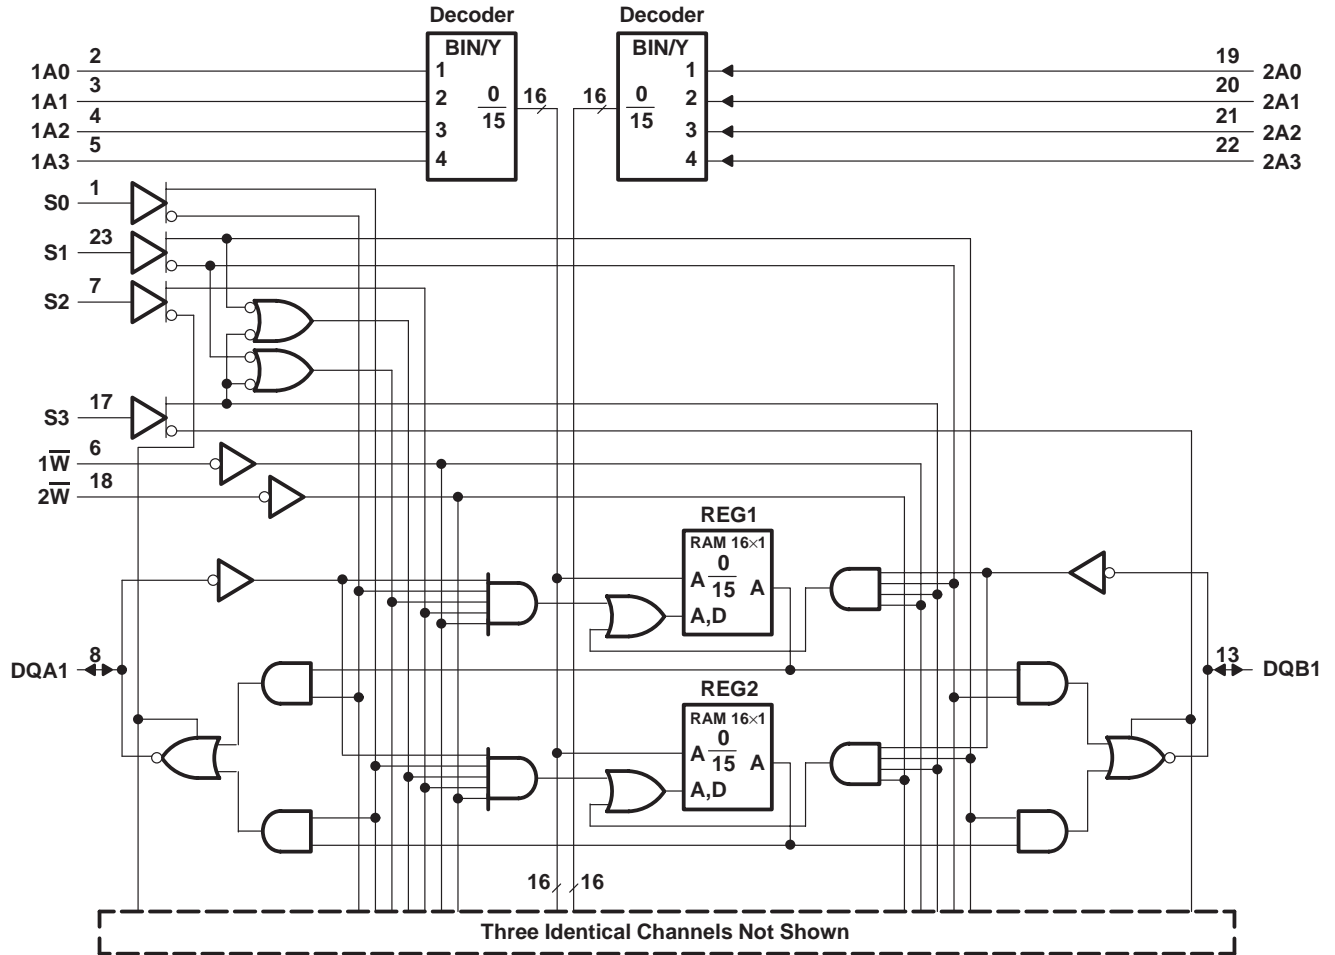 Decoder
Decoder
BIN/Y
BIN/Y
1A0 2 1
1 19 2A0
1A1 3 2
2 20 2A1
1A2 4 3
3 21 2A2
1A3 5 4
4 22 2A3
0
15
16
16
0
15
S0 1
S1 23
S2 7
S3 17
1W̅ 6
2W̅ 18
REG1
RAM 16×1
A 0
15 A
A,D
DQA1 8
13 DQB1
REG2
RAM 16×1
A 0
15 A
A,D
16 16
Three Identical Channels Not Shown